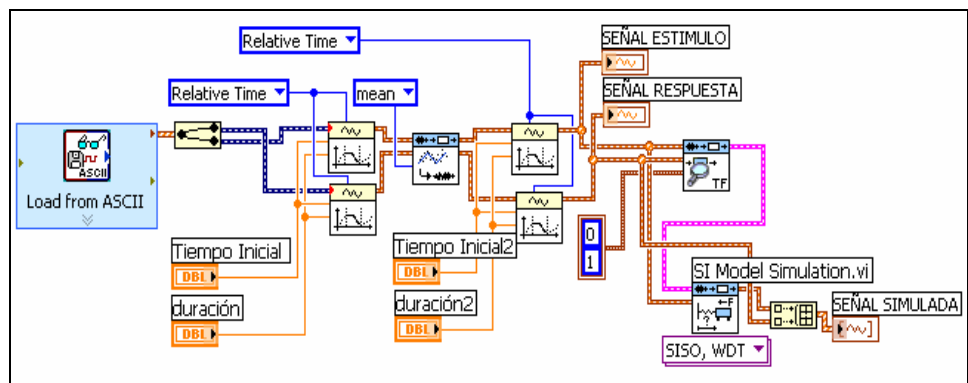 Relative Time
SEÑAL ESTIMULO
Relative Time
mean
SEÑAL RESPUESTA
ASCII
Load from ASCII
TF
Tiempo Inicial
DBL
Tiempo Inicial2
DBL
0
1
SI Model Simulation.vi
duración
DBL
duración2
DBL
F
?
SEÑAL SIMULADA
SISO, WDT